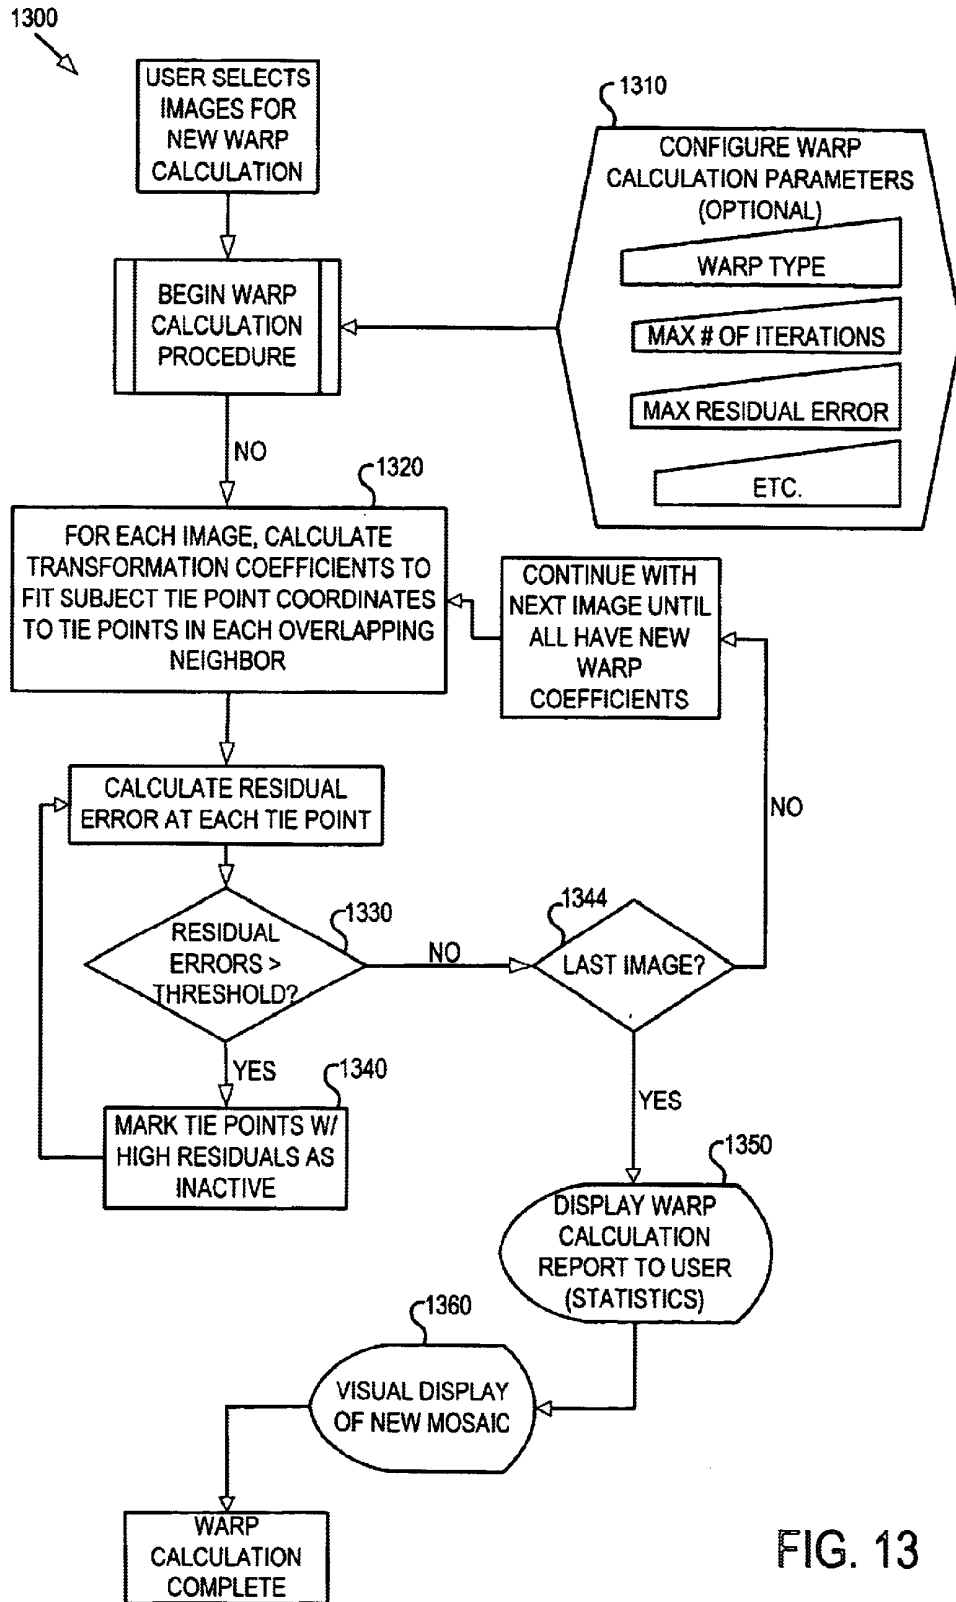 1300
USER SELECTS
IMAGES FOR
NEW WARP
CALCULATION
1310
CONFIGURE WARP
CALCULATION PARAMETERS
(OPTIONAL)
WARP TYPE
MAX # OF ITERATIONS
MAX RESIDUAL ERROR
ETC.
BEGIN WARP
CALCULATION
PROCEDURE
NO
1320
FOR EACH IMAGE, CALCULATE
TRANSFORMATION COEFFICIENTS TO
FIT SUBJECT TIE POINT COORDINATES
TO TIE POINTS IN EACH OVERLAPPING
NEIGHBOR
CONTINUE WITH
NEXT IMAGE UNTIL
ALL HAVE NEW
WARP
COEFFICIENTS
CALCULATE RESIDUAL
ERROR AT EACH TIE POINT
NO
1330
RESIDUAL
ERRORS >
THRESHOLD?
NO
1344
LAST IMAGE?
YES
1340
MARK TIE POINTS W/
HIGH RESIDUALS AS
INACTIVE
YES
1350
DISPLAY WARP
CALCULATION
REPORT TO USER
(STATISTICS)
1360
VISUAL DISPLAY
OF NEW MOSAIC
WARP
CALCULATION
COMPLETE
FIG. 13